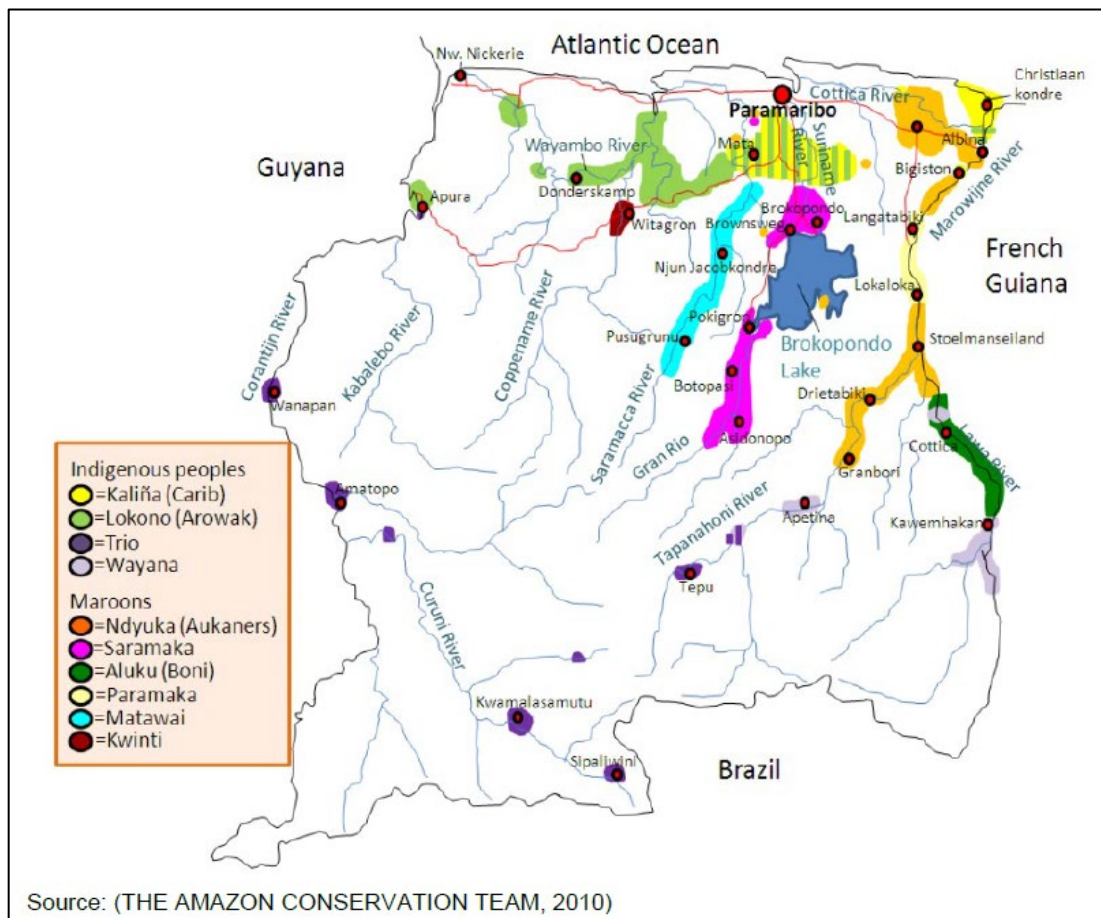 Atlantic Ocean
Nw. Nickerie
Christiaan
kondre
Cottica River
Paramaribo
Suriname
River
Wayambo River
Mata
Albina
Guyana
Bigiston
Marowijne River
Donderskamp
Apura
Witagron
Brokopondo
Brownsweg
Langatabiki
French
Guiana
Njun Jacobkondre
Lokaloka
Corantijn River
Kabalebo River
Coppename River
Pokigron
Stoelmanseiland
Pusugrunu
Brokopondo
Lake
Botopasi
Drietabiki
Wanapan
Saramacca River
Gran Rio
Asidonopo
Cottica
Lawa River
Granbori
Indigenous peoples
=Kaliña (Carib)
=Lokono (Arowak)
=Trio
=Wayana
Maroons
=Ndyuka (Aukaners)
=Saramaka
=Aluku (Boni)
=Paramaka
=Matawai
=Kwinti
Amatopo
Apetina
Kawemhakan
Tapanahoni River
Tepu
Curuni River
Kwamalasamutu
Sipaliwini
Brazil
Source: (THE AMAZON CONSERVATION TEAM, 2010)